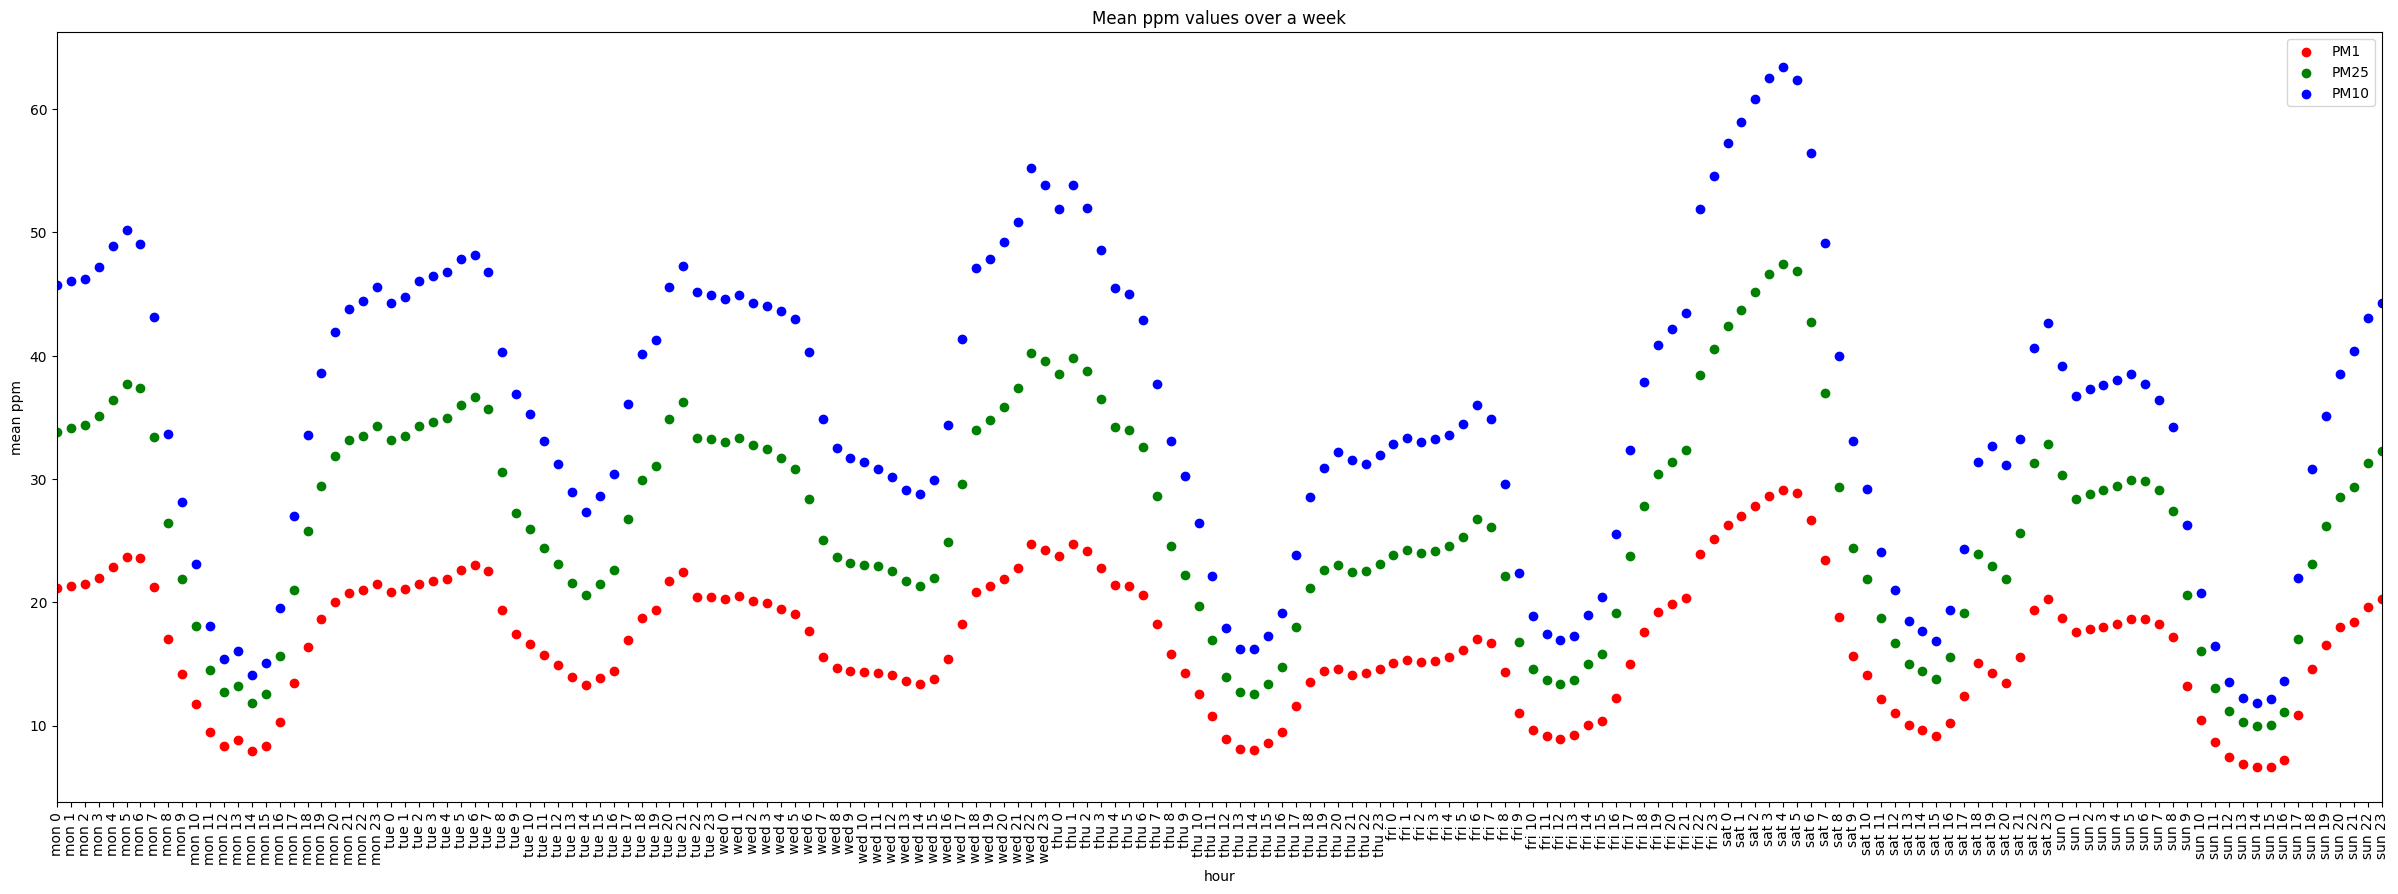 Mean ppm values over a week
PM1
PM25
PM10
60
50
40
30
20
10
mean ppm
mon 0
mon 1
mon 2
mon 3
mon 4
mon 5
mon 6
mon 7
mon 8
mon 9
mon 10
mon 11
mon 12
mon 13
mon 14
mon 15
mon 16
mon 17
mon 18
mon 19
mon 20
mon 21
mon 22
mon 23
tue 0
tue 1
tue 2
tue 3
tue 4
tue 5
tue 6
tue 7
tue 8
tue 9
tue 10
tue 11
tue 12
tue 13
tue 14
tue 15
tue 16
tue 17
tue 18
tue 19
tue 20
tue 21
tue 22
tue 23
wed 0
wed 1
wed 2
wed 3
wed 4
wed 5
wed 6
wed 7
wed 8
wed 9
wed 10
wed 11
wed 12
wed 13
wed 14
wed 15
wed 16
wed 17
wed 18
wed 19
wed 20
wed 21
wed 22
wed 23
thu 0
thu 1
thu 2
thu 3
thu 4
thu 5
thu 6
thu 7
thu 8
thu 9
thu 10
thu 11
thu 12
thu 13
thu 14
thu 15
thu 16
thu 17
thu 18
thu 19
thu 20
thu 21
thu 22
thu 23
fri 0
fri 1
fri 2
fri 3
fri 4
fri 5
fri 6
fri 7
fri 8
fri 9
fri 10
fri 11
fri 12
fri 13
fri 14
fri 15
fri 16
fri 17
fri 18
fri 19
fri 20
fri 21
fri 22
fri 23
sat 0
sat 1
sat 2
sat 3
sat 4
sat 5
sat 6
sat 7
sat 8
sat 9
sat 10
sat 11
sat 12
sat 13
sat 14
sat 15
sat 16
sat 17
sat 18
sat 19
sat 20
sat 21
sat 22
sat 23
sun 0
sun 1
sun 2
sun 3
sun 4
sun 5
sun 6
sun 7
sun 8
sun 9
sun 10
sun 11
sun 12
sun 13
sun 14
sun 15
sun 16
sun 17
sun 18
sun 19
sun 20
sun 21
sun 22
sun 23
hour